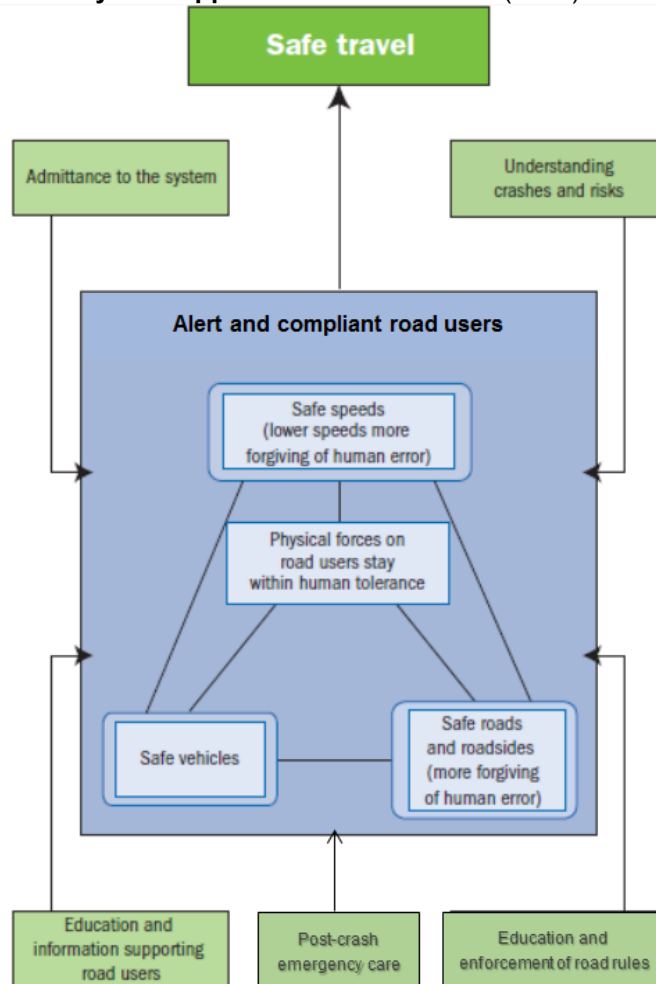 Safe travel
Admittance to the system
Understanding
crashes and risks
Alert and compliant road users
Safe speeds
(lower speeds more
forgiving of human error)
Physical forces on
road users stay
within human tolerance
Safe vehicles
Safe roads
and roadsides
(more forgiving
of human error)
Education and
information supporting
road users
Post-crash
emergency care
Education and
enforcement of road rules